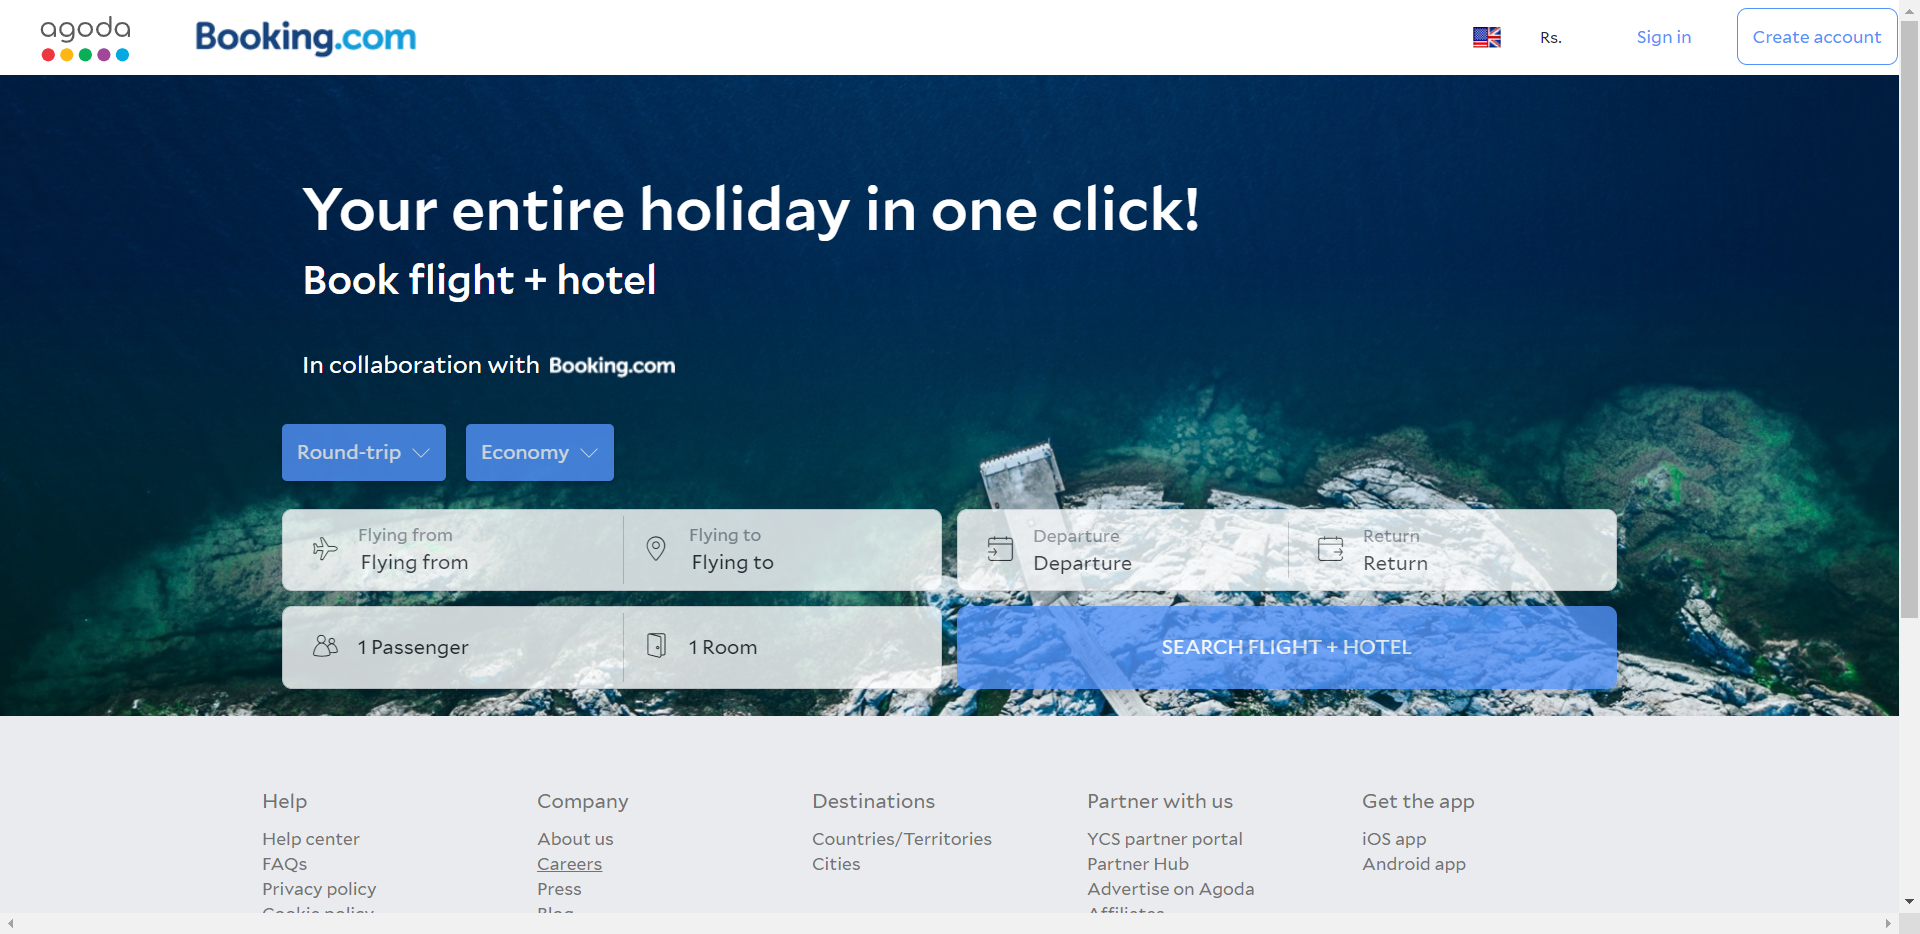 agoda
Booking.com
Rs.
Sign in
Create account
Your entire holiday in one click!
Book flight + hotel
In collaboration with Booking.com
Round-trip
Economy
Flying from
Flying from
Flying to
Flying to
Departure
Departure
Return
Return
1 Passenger
1 Room
SEARCH FLIGHT + HOTEL
Help
Help center
FAQs
Privacy policy
Cookie policy
Company
About us
Careers
Press
Blog
Destinations
Countries/Territories
Cities
Partner with us
YCS partner portal
Partner Hub
Advertise on Agoda
Affiliates
Get the app
iOS app
Android app